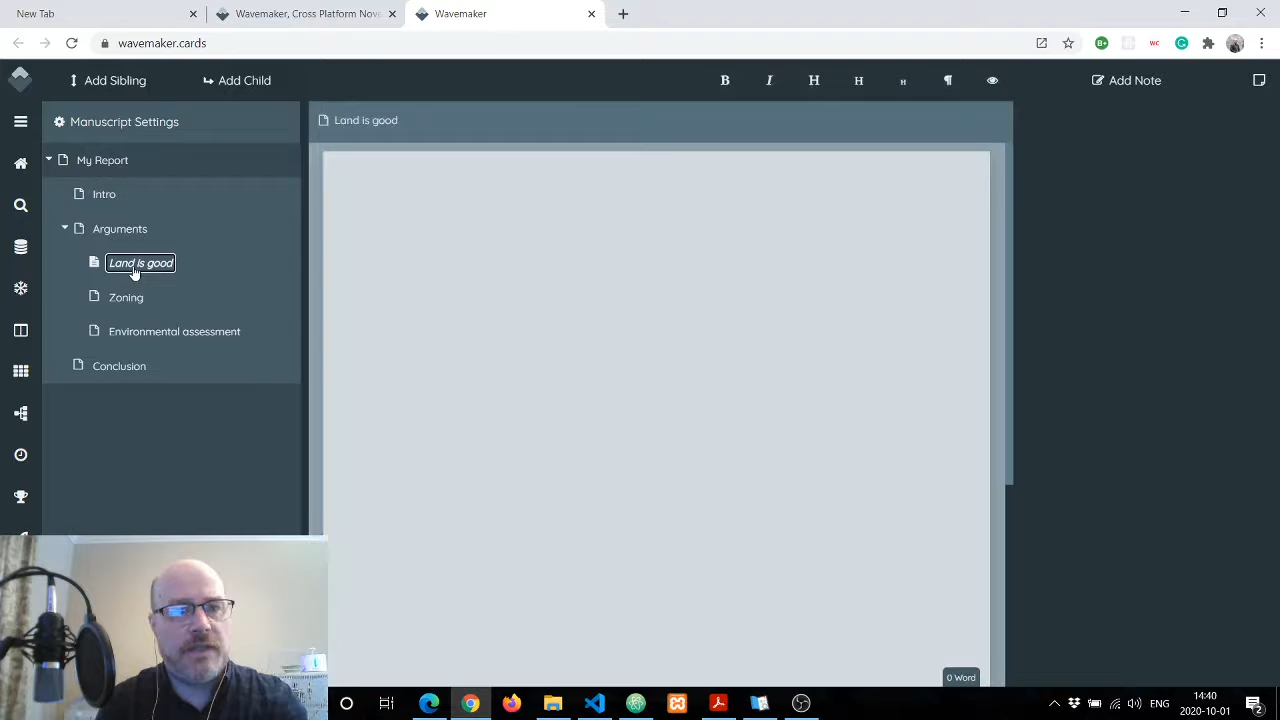 New Tab
Wavemaker, Cross Platform Nove
Wavemaker
wavemaker.cards
B+
WC
Add Sibling
Add Child
B I H H H ¶
Add Note
Manuscript Settings
Land is good
My Report
Intro
Arguments
Land is good
Zoning
Environmental assessment
Conclusion
0 Word
ENG
14:40
2020-10-01
2